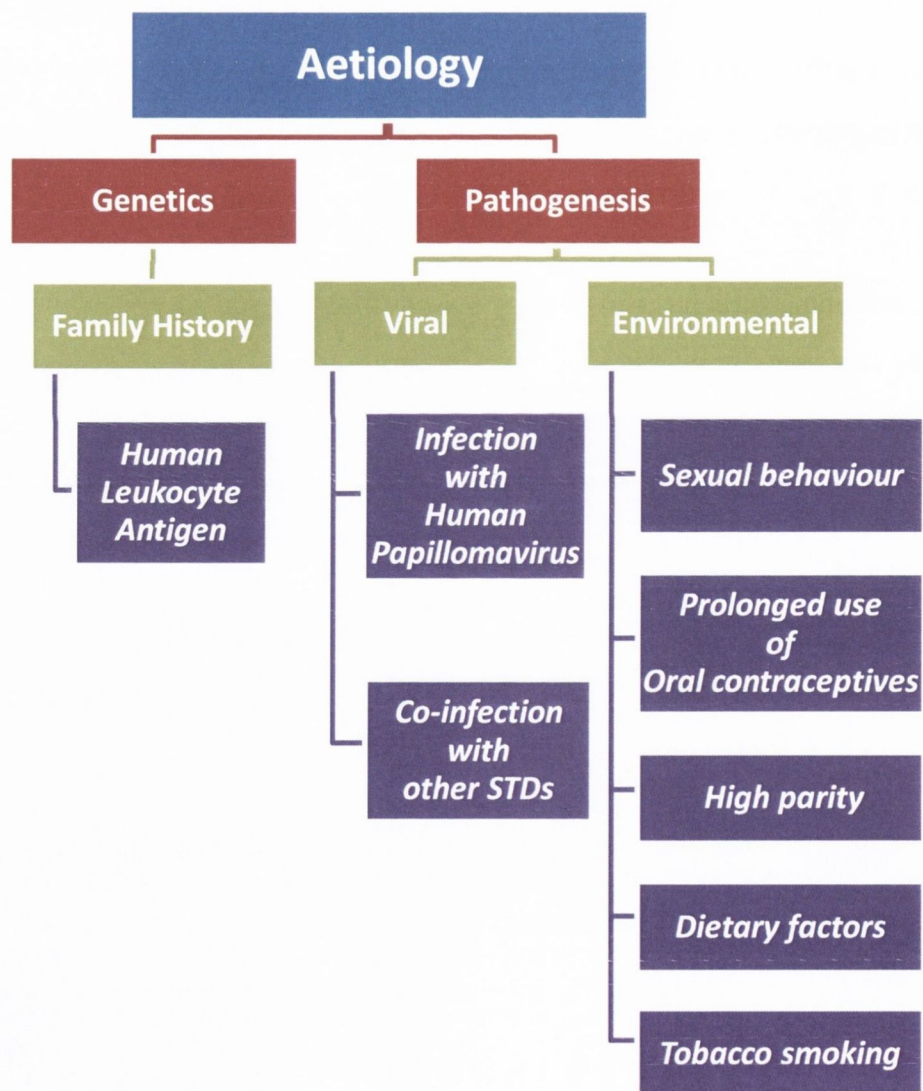 Aetiology
Genetics
Pathogenesis
Family History
Viral
Environmental
Human
Leukocyte
Antigen
Infection
with
Human
Papillomavirus
Co-infection
with
other STDs
Sexual behaviour
Prolonged use
of
Oral contraceptives
High parity
Dietary factors
Tobacco smoking